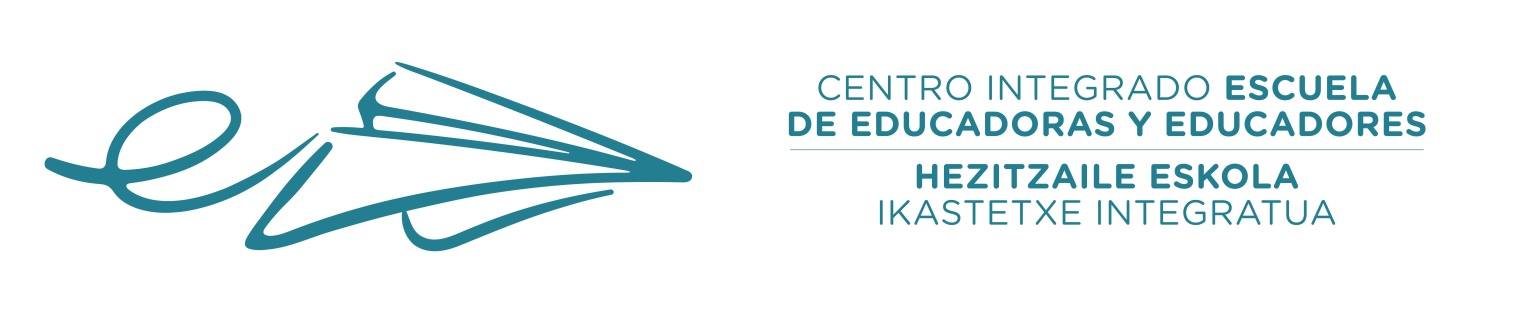 CENTRO INTEGRADO ESCUELA
DE EDUCADORAS Y EDUCADORES
HEZITZAILE ESKOLA
IKASTETXE INTEGRATUA